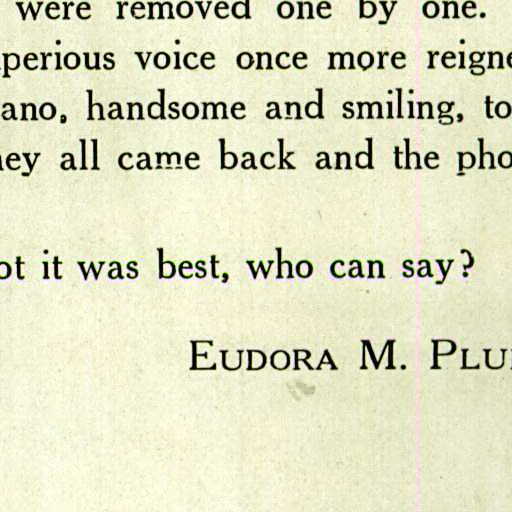 were removed one by one.
perious voice once more reigne
ano, handsome and smiling, to
ey all came back and the pho
ot it was best, who can say?
EUDORA M. PLU